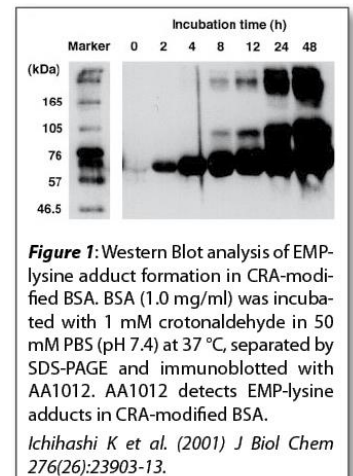 Incubation time (h)
Marker 0 2 4 8 12 24 48
(kDa)
165
105
76
57
46.5
Figure 1: Western Blot analysis of EMP-
lysine adduct formation in CRA-modi-
fied BSA. BSA (1.0 mg/ml) was incuba-
ted with 1 mM crotonaldehyde in 50
mM PBS (pH 7.4) at 37 °C, separated by
SDS-PAGE and immunoblotted with
AA1012. AA1012 detects EMP-lysine
adducts in CRA-modified BSA.
Ichihashi K et al. (2001) J Biol Chem
276(26):23903-13.